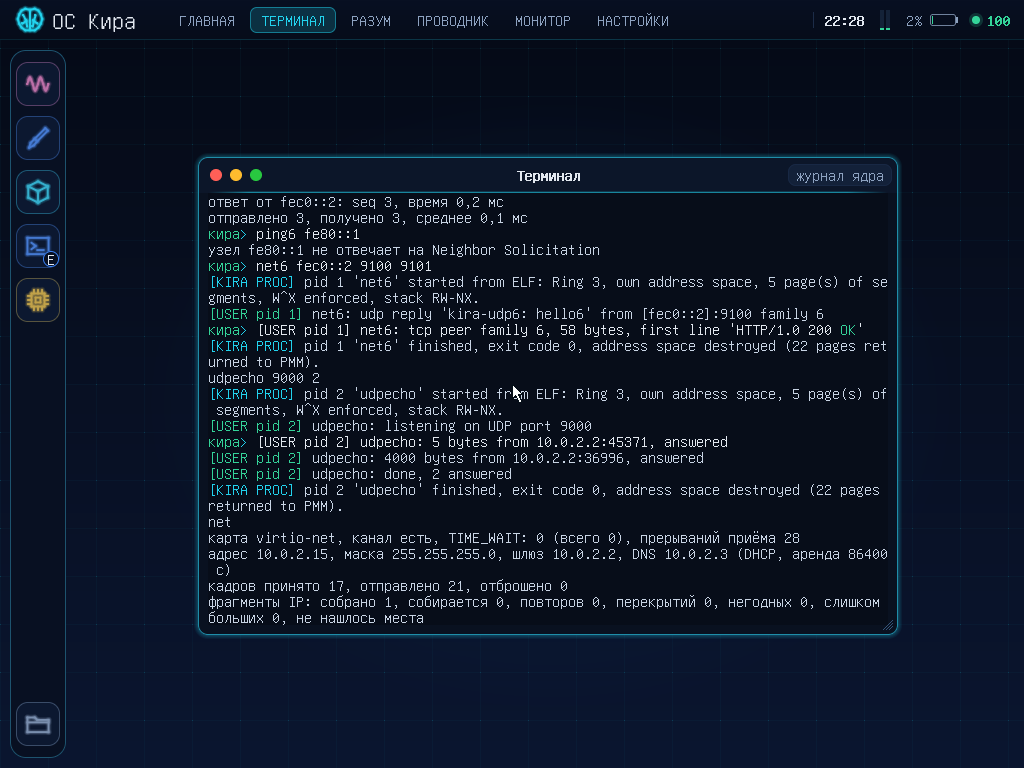 ОС Кира
ГЛАВНАЯ ТЕРМИНАЛ РАЗУМ ПРОВОДНИК МОНИТОР НАСТРОЙКИ
22:28 2% 100
E
Терминал
журнал ядра
ответ от fec0::2: seq 3, время 0,2 мс
отправлено 3, получено 3, среднее 0,1 мс
кира> ping6 fe80::1
узел fe80::1 не отвечает на Neighbor Solicitation
кира> net6 fec0::2 9100 9101
[KIRA PROC] pid 1 'net6' started from ELF: Ring 3, own address space, 5 page(s) of se
gments, W^X enforced, stack RW-NX.
[USER pid 1] net6: udp reply 'kira-udp6: hello6' from [fec0::2]:9100 family 6
кира> [USER pid 1] net6: tcp peer family 6, 58 bytes, first line 'HTTP/1.0 200 OK'
[KIRA PROC] pid 1 'net6' finished, exit code 0, address space destroyed (22 pages ret
urned to PMM).
udpecho 9000 2
[KIRA PROC] pid 2 'udpecho' started from ELF: Ring 3, own address space, 5 page(s) of
segments, W^X enforced, stack RW-NX.
[USER pid 2] udpecho: listening on UDP port 9000
кира> [USER pid 2] udpecho: 5 bytes from 10.0.2.2:45371, answered
[USER pid 2] udpecho: 4000 bytes from 10.0.2.2:36996, answered
[USER pid 2] udpecho: done, 2 answered
[KIRA PROC] pid 2 'udpecho' finished, exit code 0, address space destroyed (22 pages
returned to PMM).
net
карта virtio-net, канал есть, TIME_WAIT: 0 (всего 0), прерываний приёма 28
адрес 10.0.2.15, маска 255.255.255.0, шлюз 10.0.2.2, DNS 10.0.2.3 (DHCP, аренда 86400
с)
кадров принято 17, отправлено 21, отброшено 0
фрагменты IP: собрано 1, собирается 0, повторов 0, перекрытий 0, негодных 0, слишком
больших 0, не нашлось места